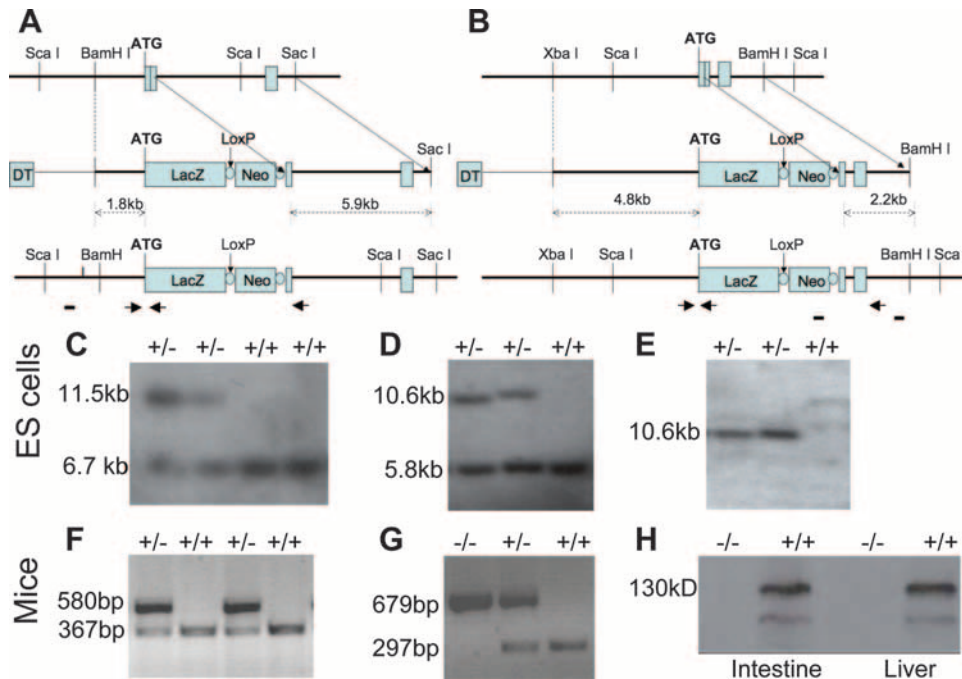 A
Sca I BamH I ATG Sca I Sac I
LoxP
ATG Sac I
DT LacZ Neo
1.8kb 5.9kb
Sca I BamH ATG LoxP Sca I Sac I
LacZ Neo
B
Xba I Sca I ATG BamH I Sca I
LoxP
ATG BamH I
DT LacZ Neo
4.8kb 2.2kb
Xba I Sca I ATG LoxP BamH I Sca
LacZ Neo
ES cells
C
+/- +/- +/+ +/+
11.5kb
6.7 kb
D
+/- +/- +/+
10.6kb
5.8kb
E
+/- +/- +/+
10.6kb
Mice
F
+/- +/+ +/- +/+
580bp
367bp
G
-/- +/- +/+
679bp
297bp
H
-/- +/+ -/- +/+
130kD
Intestine Liver